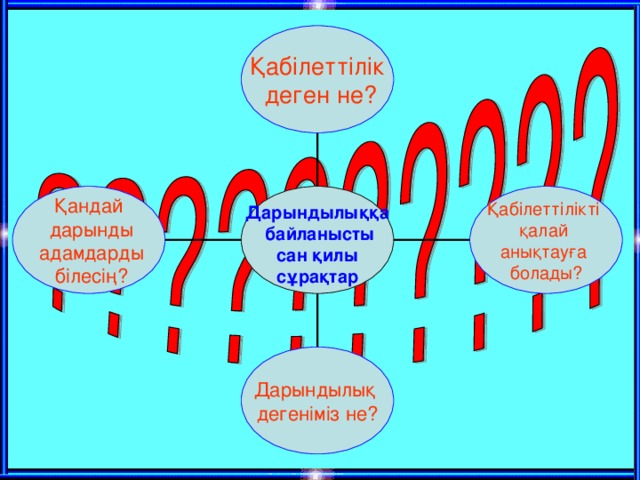 Қабілеттілік
деген не?
Қандай
дарынды
адамдарды
білесің?
Дарындылыққа
байланысты
сан қилы
сұрақтар
Қабілеттілікті
қалай
анықтауға
болады?
Дарындылық
дегеніміз не?
??????????